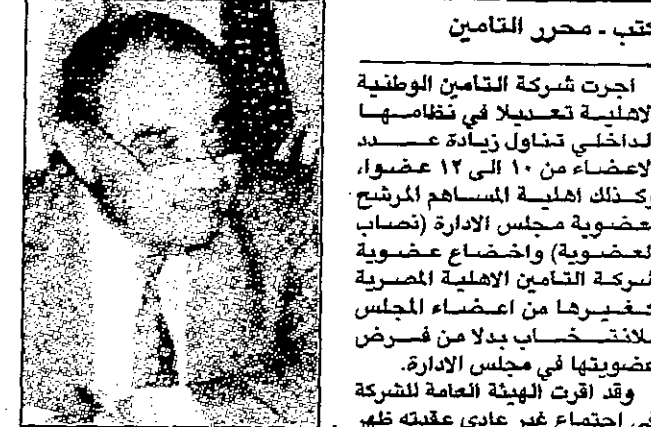 كتب - محرر التامين
اجرت شركة التامين الوطنية
الاهلية تعديلا في نظامها
الداخلي تناول زيادة عدد
الاعضاء من ١٠ الى ١٢ عضوا،
وكذلك اهلية المساهم المرشح
لعضوية مجلس الادارة (نصاب
العضوية) واخضاع عضوية
شركة التامين الاهلية المصرية
كغيرها من اعضاء المجلس
للانتخاب بدلا من فرض
عضويتها في مجلس الادارة.
وقد اقرت الهيئة العامة للشركة
في اجتماع غير عادي عقدته ظهر